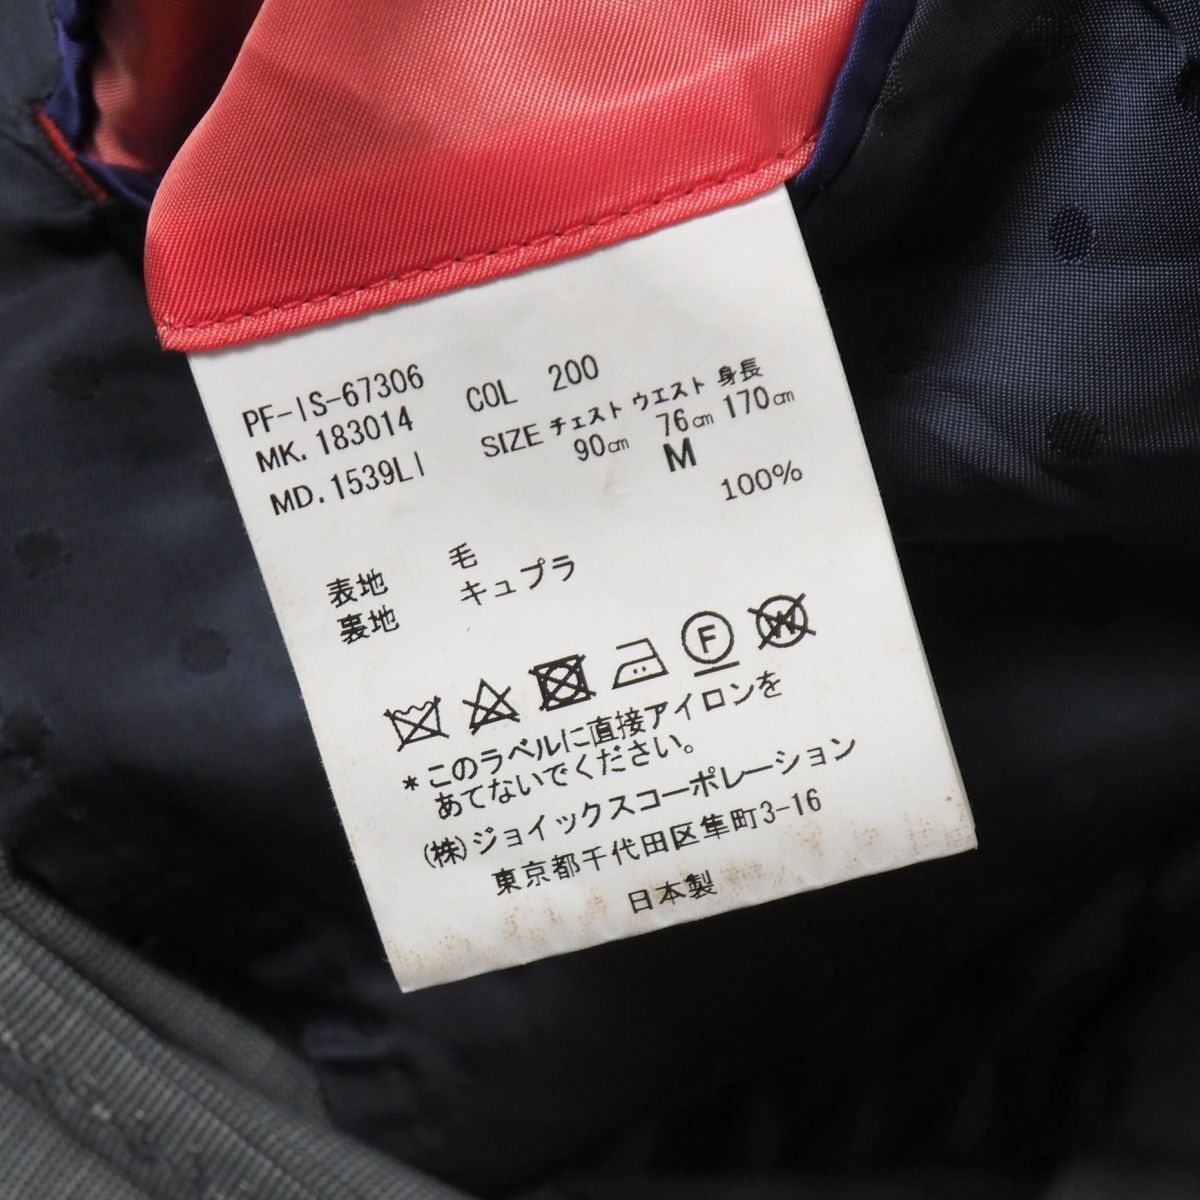 PF-IS-67306 COL 200
MK. 183014 SIZE チェスト ウエスト 身長
90㎝ 76㎝ 170㎝
MD. 1539LI M
100%
表地 毛
裏地 キュプラ
F W
*このラベルに直接アイロンを
あてないでください。
(株)ジョイックスコーポレーション
東京都千代田区隼町3-16
日本製